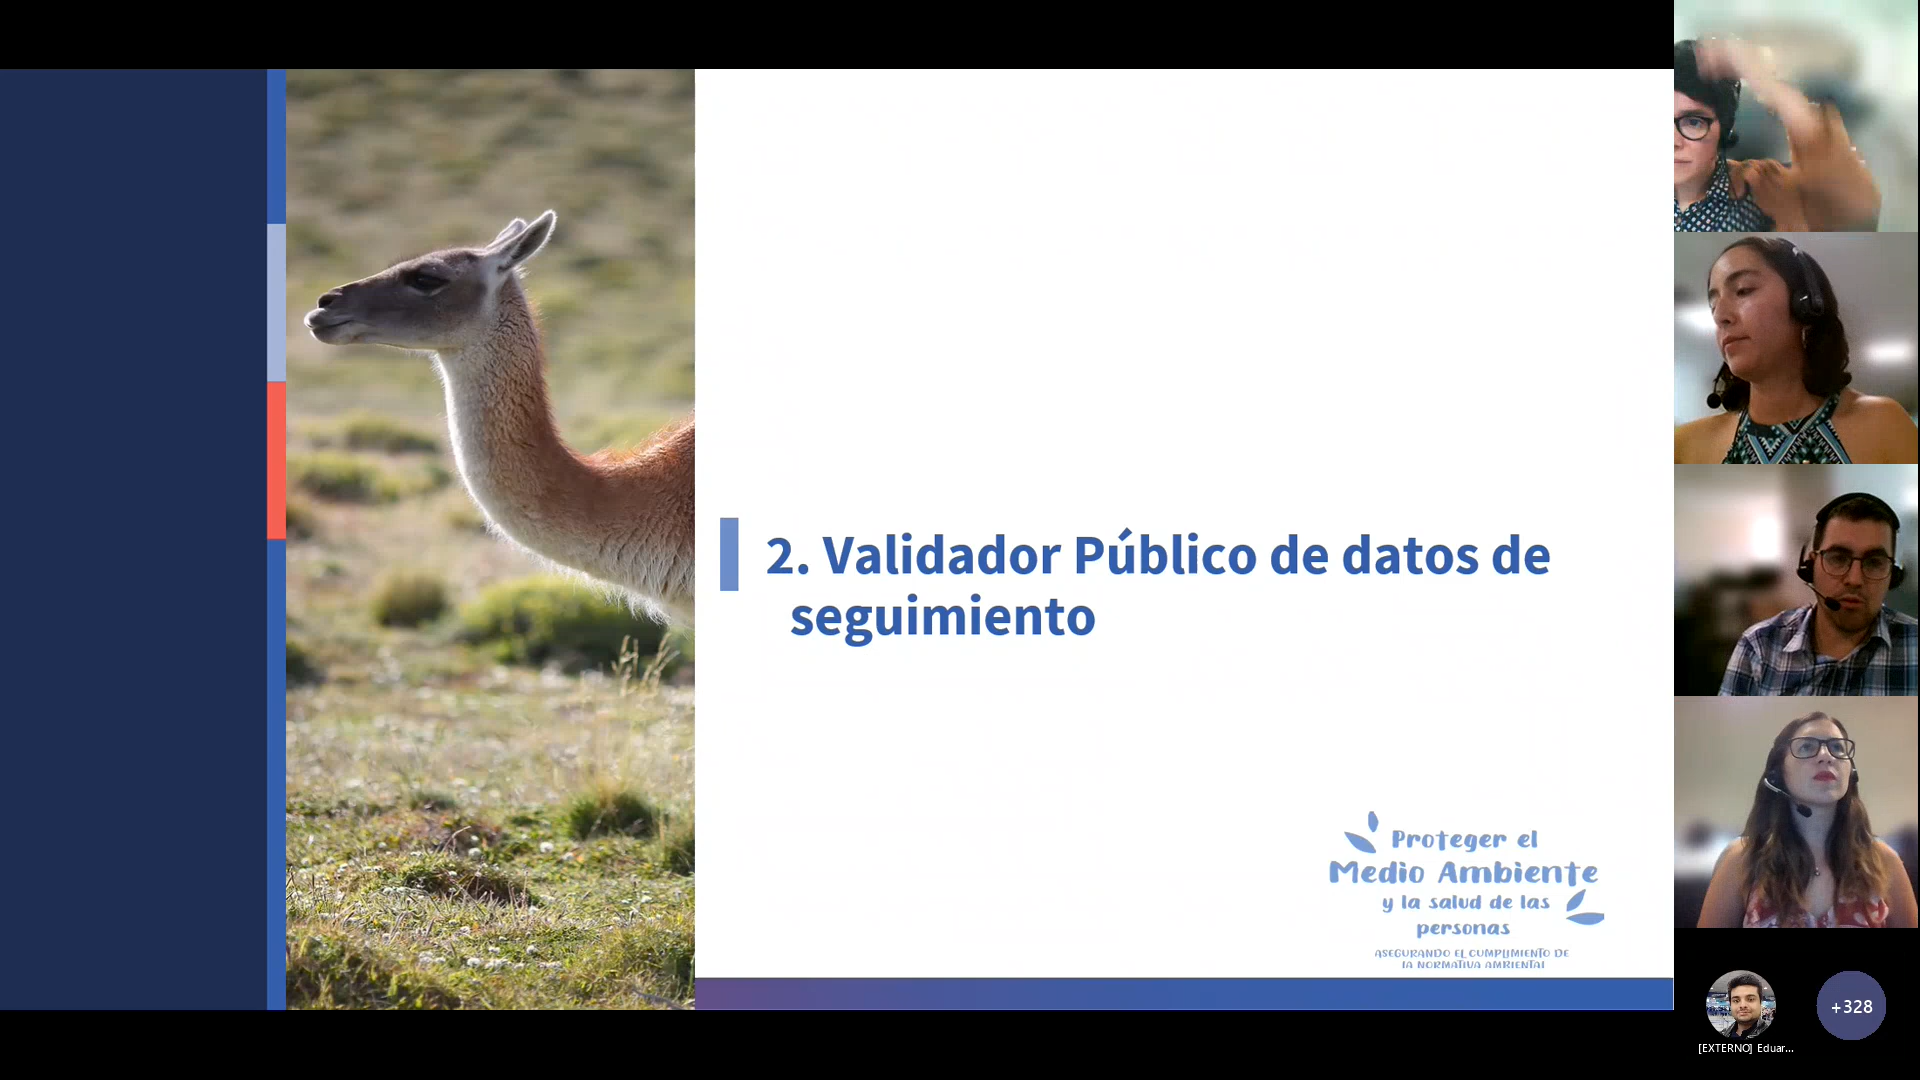 2. Validador Público de datos de
seguimiento
Proteger el
Medio Ambiente
y la salud de las
personas
ASEGURANDO EL CUMPLIMIENTO DE
LA NORMATIVA AMBIENTAL
+328
[EXTERNO] Eduar...